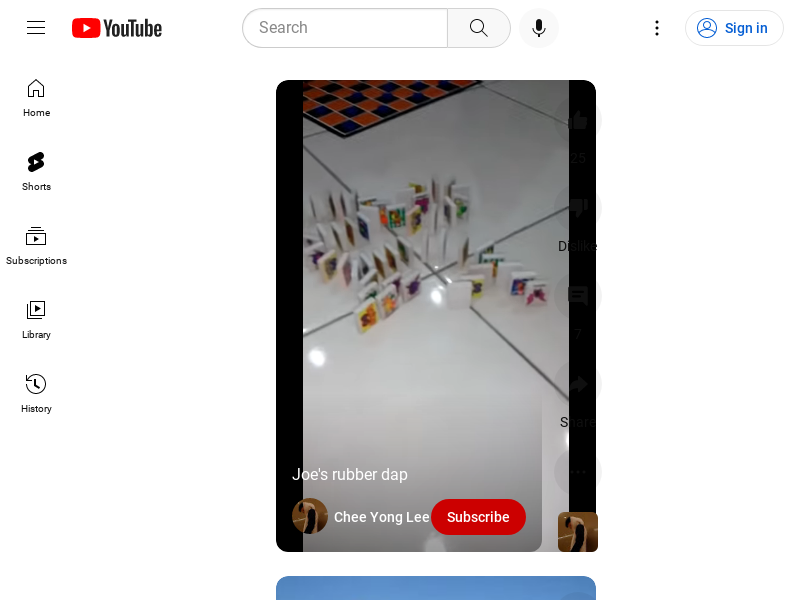 YouTube
Search
Sign in
Home
Shorts
Subscriptions
Library
History
25
Dislike
7
Share
Joe's rubber dap
Chee Yong Lee
Subscribe